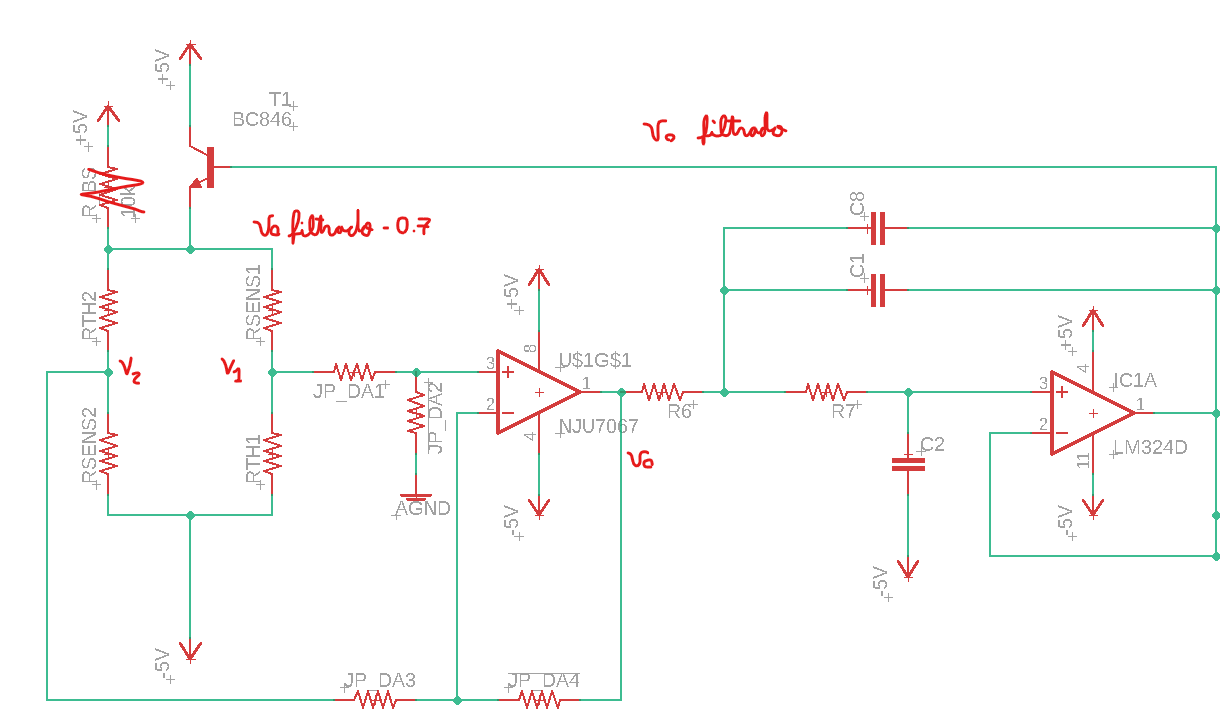 +5V
T1
BC846
+5V
R_BS
10k
Vo filtrado
Vo filtrado - 0.7
C8
C1
RTH2
RSENS1
V2
V1
JP_DA1
JP_DA2
+5V
8
3
2
1
4
U$1G$1
NJU7067
-5V
Vo
AGND
R6
R7
C2
-5V
+5V
4
3
2
1
11
IC1A
LM324D
-5V
RSENS2
RTH1
-5V
JP_DA3
JP_DA4